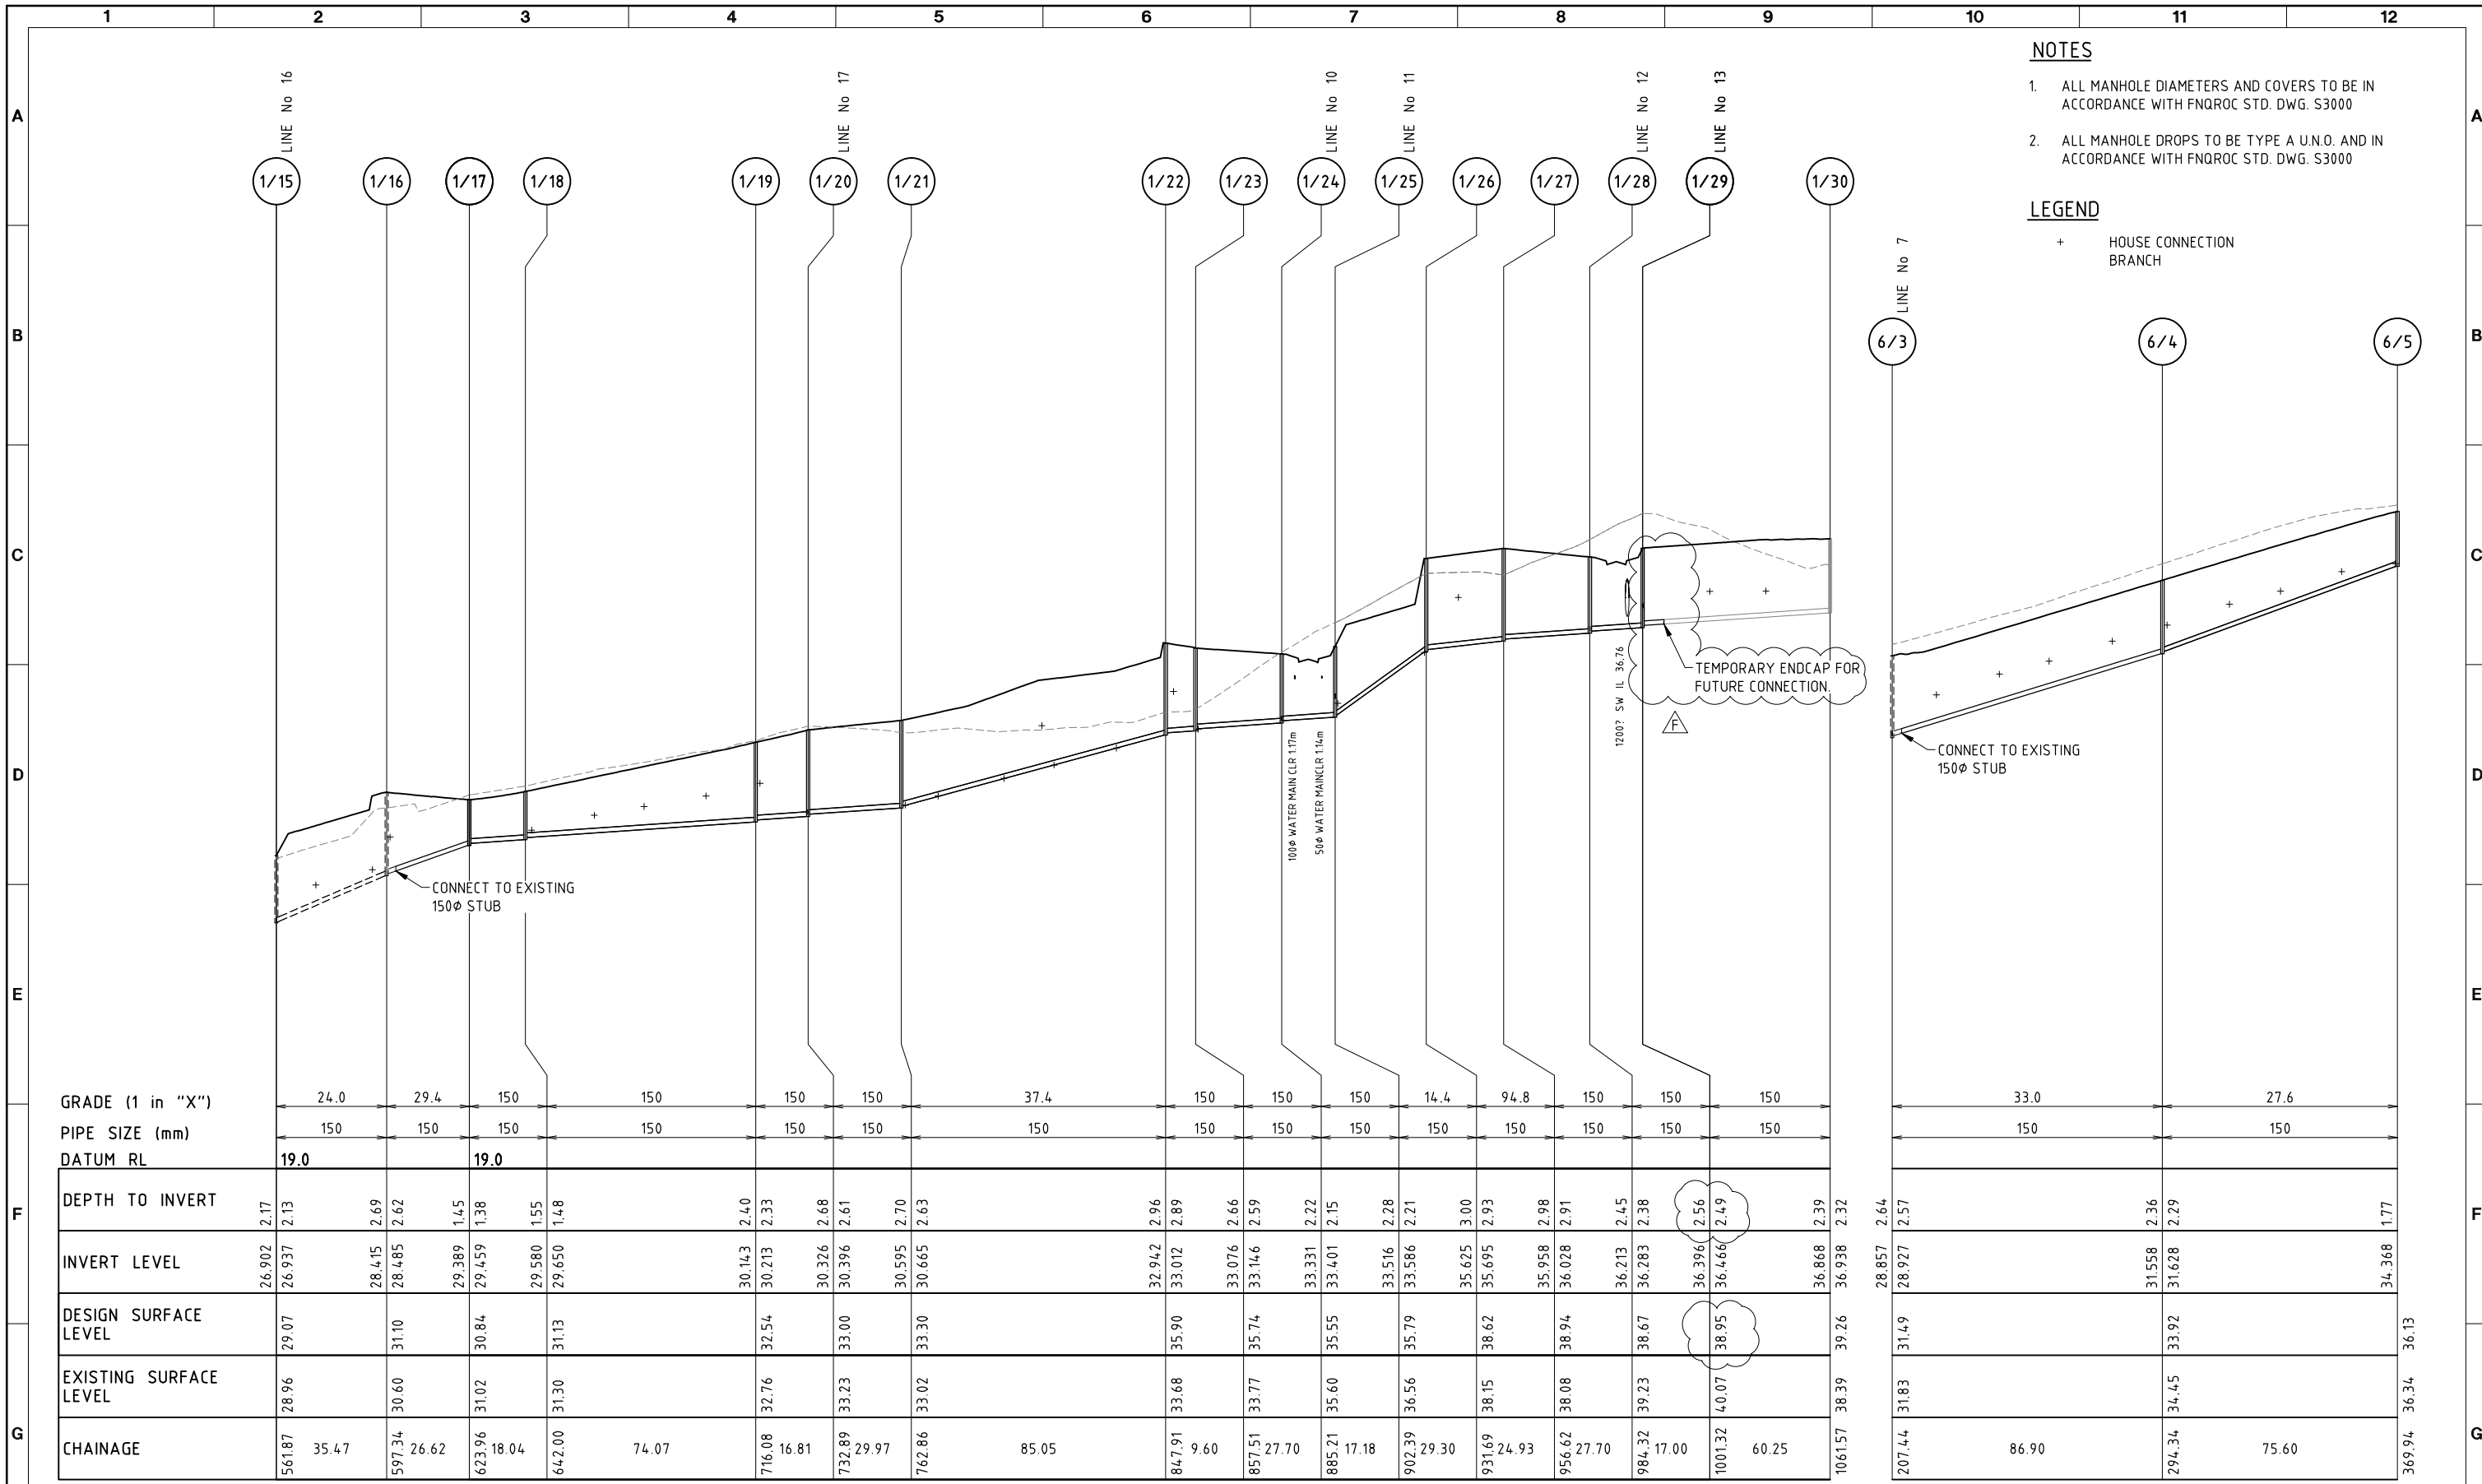 1 2 3 4 5 6 7 8 9 10 11 12
A A
B B
C C
D D
E E
F F
G G
NOTES
1. ALL MANHOLE DIAMETERS AND COVERS TO BE IN
ACCORDANCE WITH FNQROC STD. DWG. S3000
2. ALL MANHOLE DROPS TO BE TYPE A U.N.O. AND IN
ACCORDANCE WITH FNQROC STD. DWG. S3000
LEGEND
+ HOUSE CONNECTION
BRANCH
LINE No 16
LINE No 17
LINE No 10
LINE No 11
LINE No 12
LINE No 13
LINE No 7
1/15 1/16 1/17 1/18 1/19 1/20 1/21 1/22 1/23 1/24 1/25 1/26 1/27 1/28 1/29 1/30
6/3 6/4 6/5
CONNECT TO EXISTING
150Ø STUB
100Ø WATER MAIN CLR 1.17m
50Ø WATER MAINCLR 1.14m
1200? SW IL 36.76
TEMPORARY ENDCAP FOR
FUTURE CONNECTION.
F
CONNECT TO EXISTING
150Ø STUB
GRADE (1 in "X") 24.0 29.4 150 150 150 150 37.4 150 150 150 14.4 94.8 150 150 150 33.0 27.6
PIPE SIZE (mm) 150 150 150 150 150 150 150 150 150 150 150 150 150 150 150 150 150
DATUM RL 19.0 19.0
DEPTH TO INVERT 2.17 2.13 2.69 2.62 1.45 1.38 1.55 1.48 2.40 2.33 2.68 2.61 2.70 2.63 2.96 2.89 2.66 2.59 2.22 2.15 2.28 2.21 3.00 2.93 2.98 2.91 2.45 2.38 2.56 2.49 2.39 2.32 2.64 2.57 2.36 2.29 1.77
INVERT LEVEL 26.902 26.937 28.415 28.485 29.389 29.459 29.580 29.650 30.143 30.213 30.326 30.396 30.595 30.665 32.942 33.012 33.076 33.146 33.331 33.401 33.516 33.586 35.625 35.695 35.958 36.028 36.213 36.283 36.396 36.466 36.868 36.938 28.857 28.927 31.558 31.628 34.368
DESIGN SURFACE
LEVEL 29.07 31.10 30.84 31.13 32.54 33.00 33.30 35.90 35.74 35.55 35.79 38.62 38.94 38.67 38.95 39.26 31.49 33.92 36.13
EXISTING SURFACE
LEVEL 28.96 30.60 31.02 31.30 32.76 33.23 33.02 33.68 33.77 35.60 36.56 38.15 38.08 39.23 40.07 38.39 31.83 34.45 36.34
CHAINAGE 561.87 35.47 597.34 26.62 623.96 18.04 642.00 74.07 716.08 16.81 732.89 29.97 762.86 85.05 847.91 9.60 857.51 27.70 885.21 17.18 902.39 29.30 931.69 24.93 956.62 27.70 984.32 17.00 1001.32 60.25 1061.57 207.44 86.90 294.34 75.60 369.94